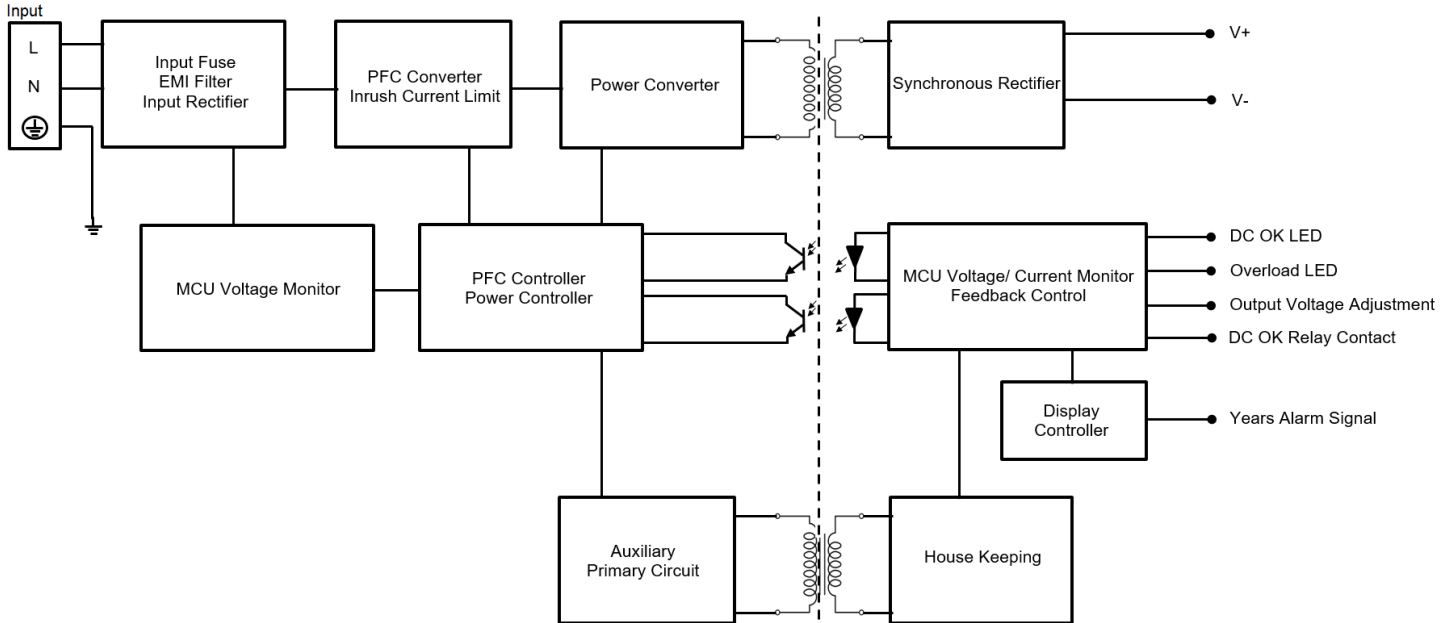 Input
L
N
Input Fuse
EMI Filter
Input Rectifier
PFC Converter
Inrush Current Limit
Power Converter
Synchronous Rectifier
V+
V-
MCU Voltage Monitor
PFC Controller
Power Controller
MCU Voltage/ Current Monitor
Feedback Control
DC OK LED
Overload LED
Output Voltage Adjustment
DC OK Relay Contact
Display
Controller
Years Alarm Signal
Auxiliary
Primary Circuit
House Keeping